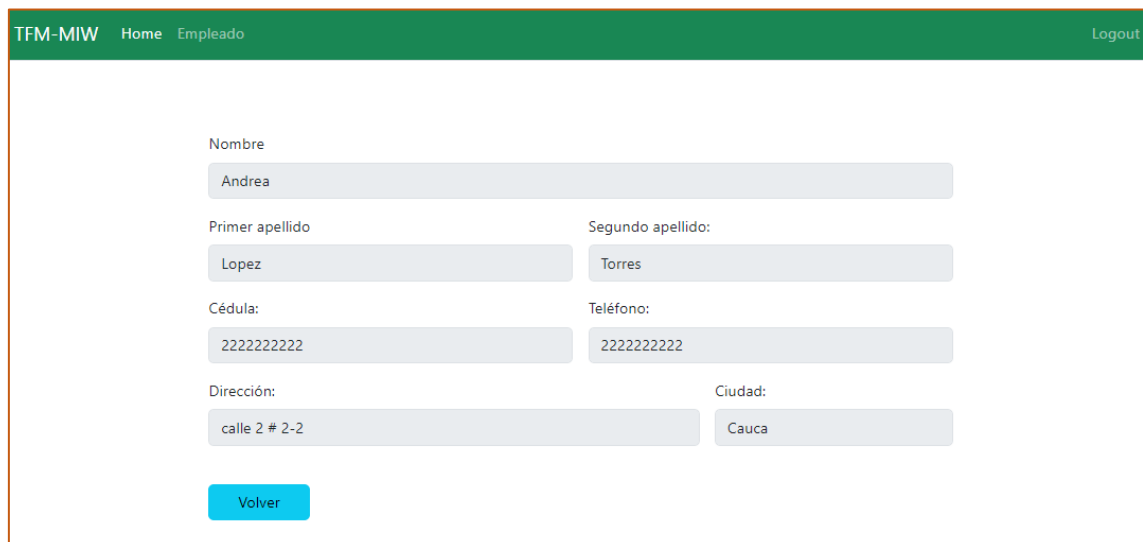 TFM-MIW Home Empleado Logout
Nombre
Andrea
Primer apellido Segundo apellido:
Lopez Torres
Cédula: Teléfono:
2222222222 2222222222
Dirección: Ciudad:
calle 2 # 2-2 Cauca
Volver